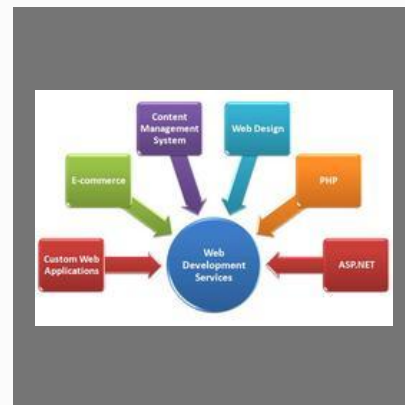 Content
Management
System
Web Design
E-commerce
PHP
Custom Web
Applications
Web
Development
Services
ASP.NET